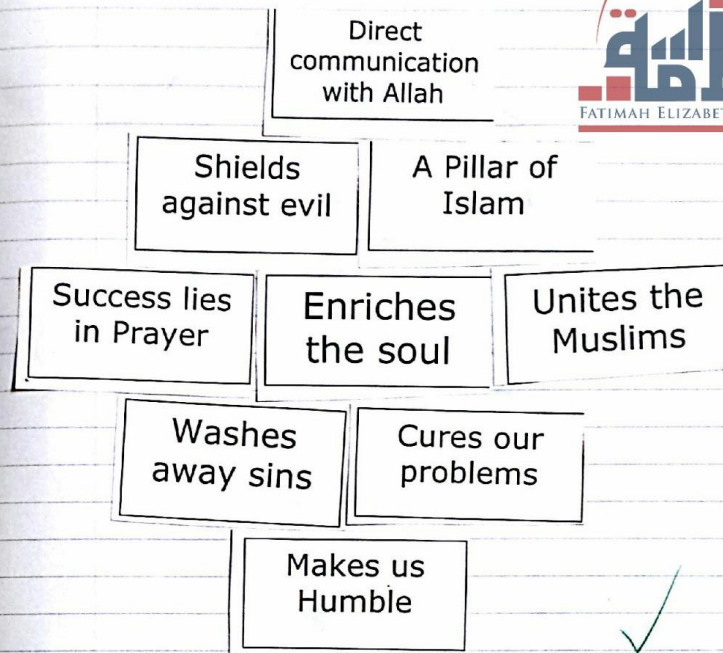 Direct
communication
with Allah
FATIMAH ELIZABE
Shields
against evil
A Pillar of
Islam
Success lies
in Prayer
Enriches
the soul
Unites the
Muslims
Washes
away sins
Cures our
problems
Makes us
Humble